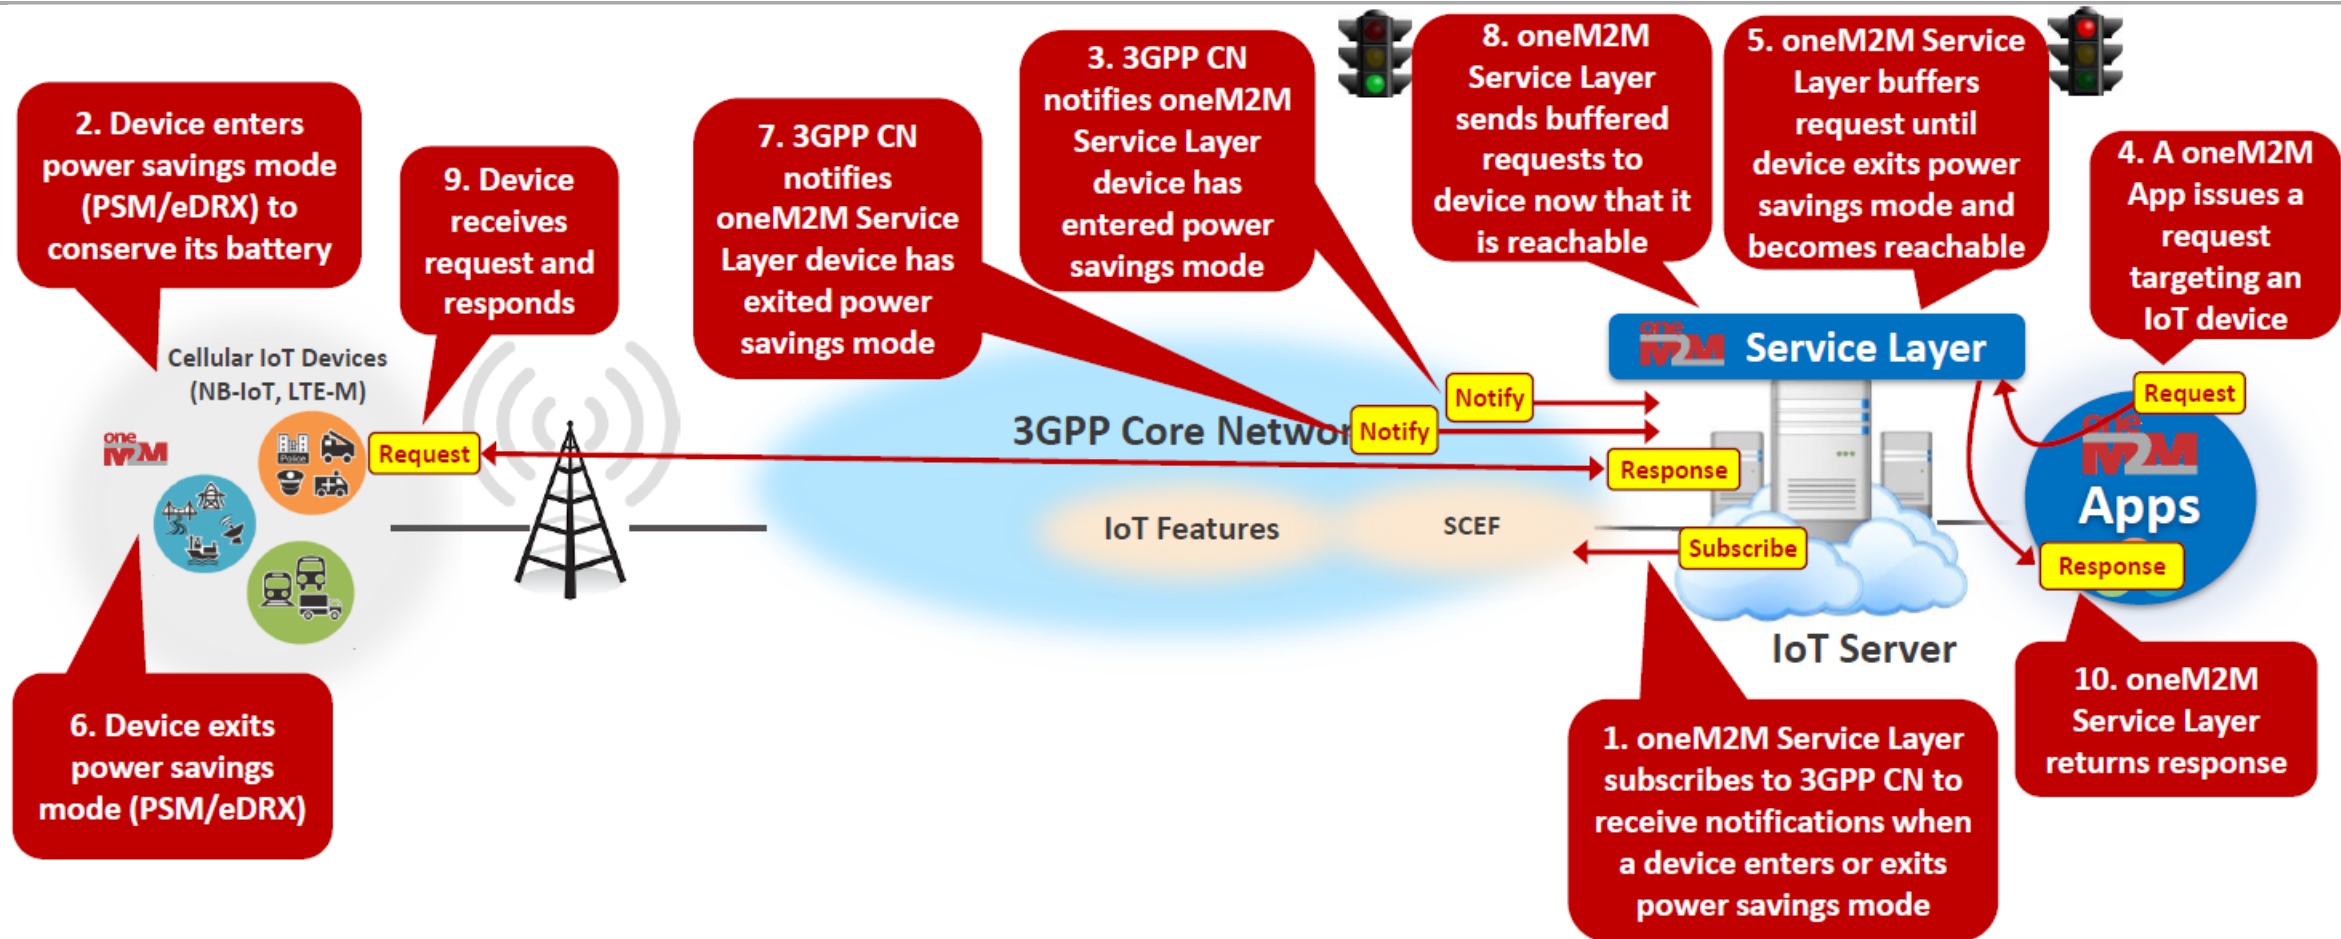 2. Device enters
power savings mode
(PSM/eDRX) to
conserve its battery
9. Device
receives
request and
responds
7. 3GPP CN
notifies
oneM2M Service
Layer device has
exited power
savings mode
3. 3GPP CN
notifies oneM2M
Service Layer
device has
entered power
savings mode
8. oneM2M
Service Layer
sends buffered
requests to
device now that it
is reachable
5. oneM2M Service
Layer buffers
request until
device exits power
savings mode and
becomes reachable
4. A oneM2M
App issues a
request
targeting an
IoT device
Cellular IoT Devices
(NB-IoT, LTE-M)
one
M2M
Police
Request
3GPP Core Networ
Notify
Notify
Response
IoT Features
SCEF
Subscribe
one
M2M
Service Layer
IoT Server
Request
one
M2M
Apps
Response
6. Device exits
power savings
mode (PSM/eDRX)
1. oneM2M Service Layer
subscribes to 3GPP CN to
receive notifications when
a device enters or exits
power savings mode
10. oneM2M
Service Layer
returns response